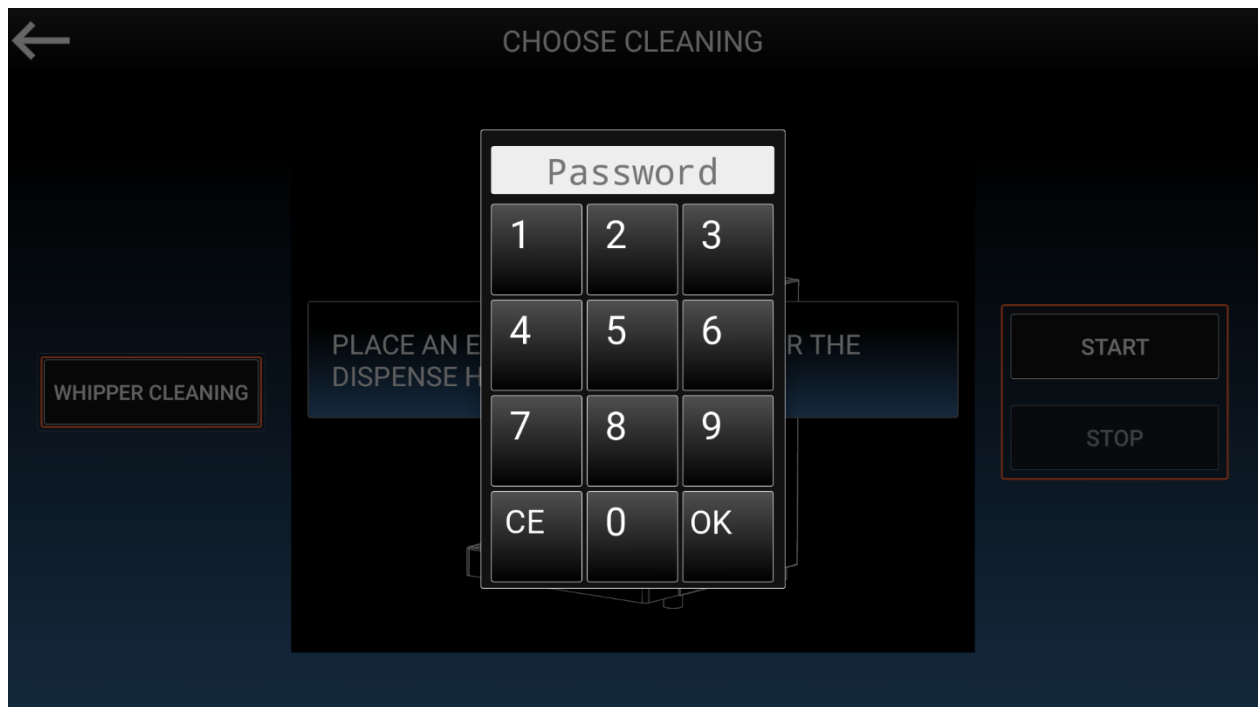 CHOOSE CLEANING
Password
1 2 3
4 5 6
7 8 9
CE 0 OK
WHIPPER CLEANING
PLACE AN E
R THE
DISPENSE H
START
STOP